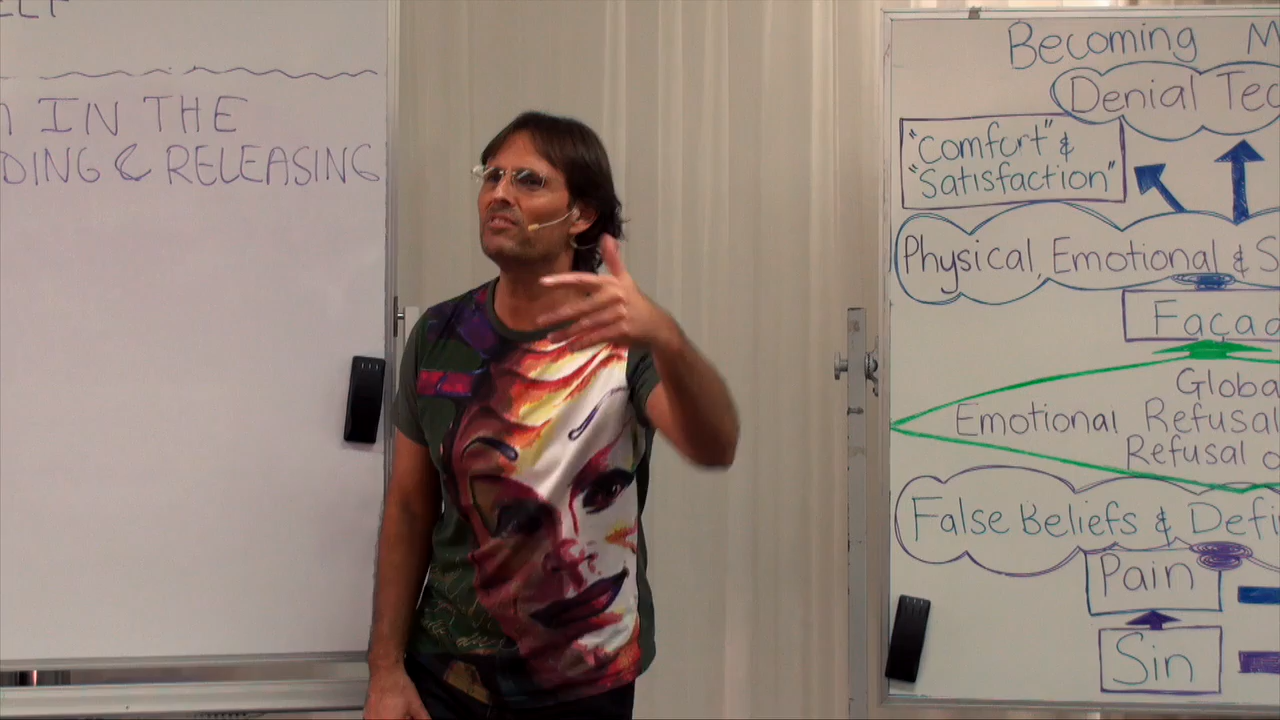 ELF
IN THE
DING & RELEASING
Becoming M
Denial Tec
"Comfort" &
"Satisfaction"
Physical, Emotional & S
Façad
Globa
Emotional Refusal
Refusal o
False Beliefs & Defi
Pain
Sin